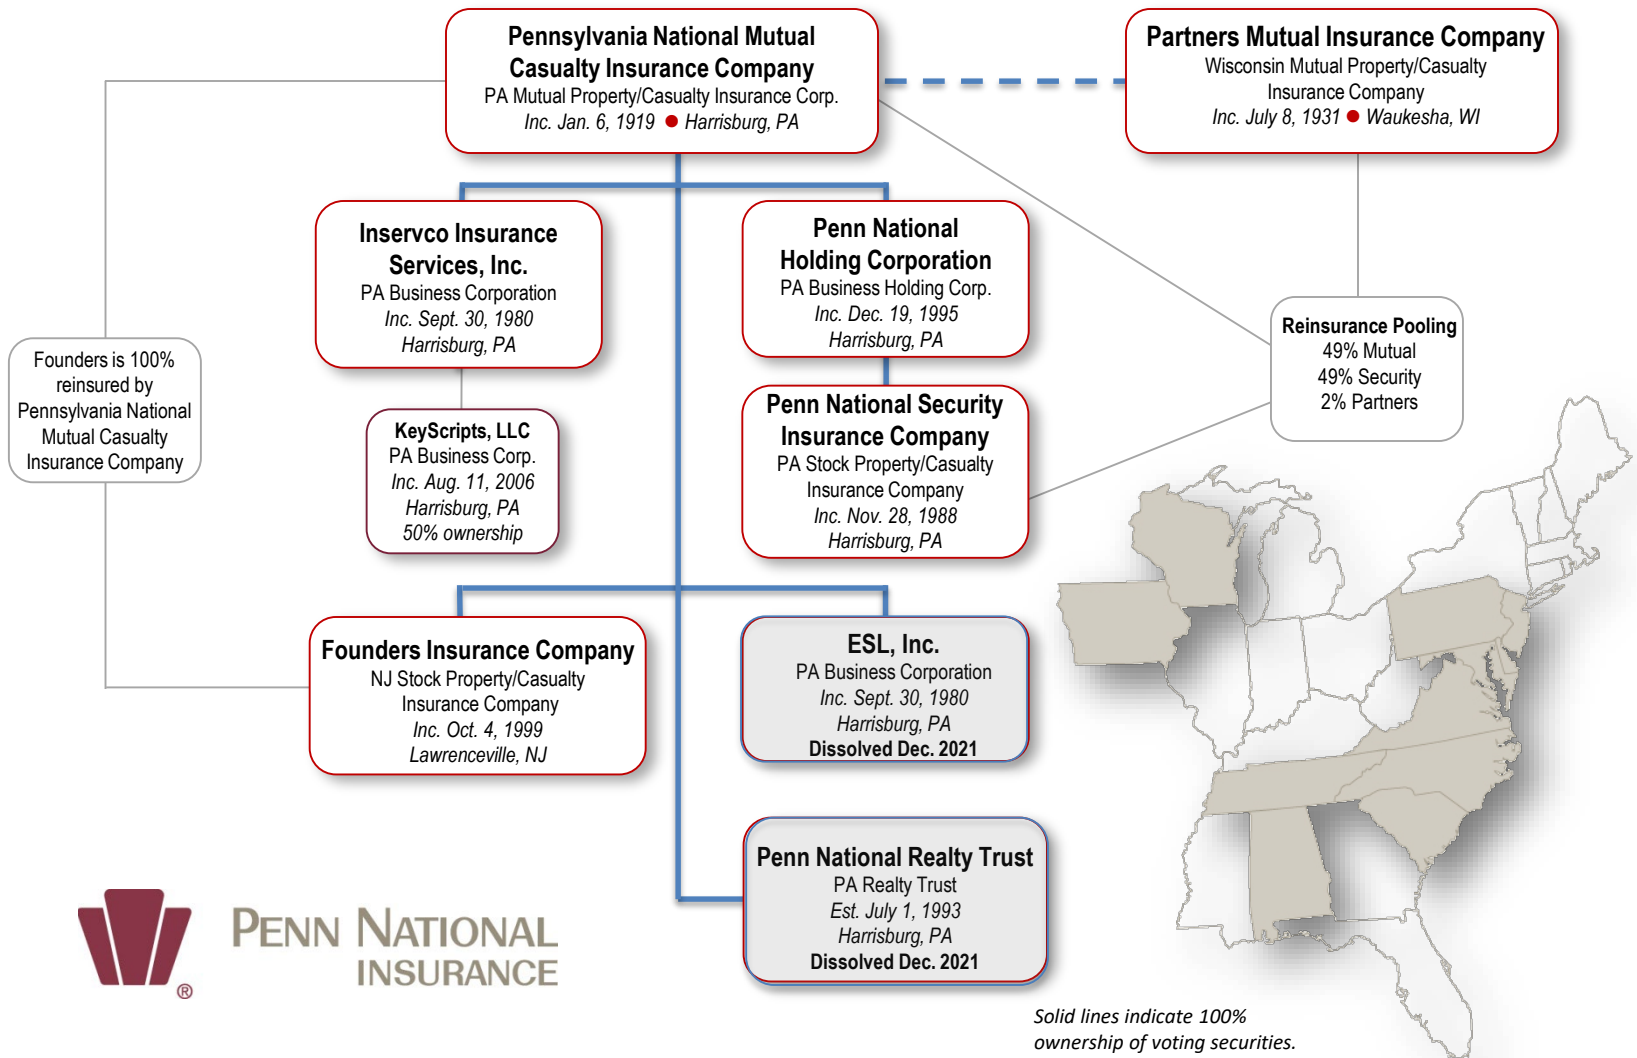 Pennsylvania National Mutual
Casualty Insurance Company
PA Mutual Property/Casualty Insurance Corp.
Inc. Jan. 6, 1919 ● Harrisburg, PA
Partners Mutual Insurance Company
Wisconsin Mutual Property/Casualty
Insurance Company
Inc. July 8, 1931 ● Waukesha, WI
Inservco Insurance
Services, Inc.
PA Business Corporation
Inc. Sept. 30, 1980
Harrisburg, PA
Penn National
Holding Corporation
PA Business Holding Corp.
Inc. Dec. 19, 1995
Harrisburg, PA
Reinsurance Pooling
49% Mutual
49% Security
2% Partners
Founders is 100%
reinsured by
Pennsylvania National
Mutual Casualty
Insurance Company
KeyScripts, LLC
PA Business Corp.
Inc. Aug. 11, 2006
Harrisburg, PA
50% ownership
Penn National Security
Insurance Company
PA Stock Property/Casualty
Insurance Company
Inc. Nov. 28, 1988
Harrisburg, PA
Founders Insurance Company
NJ Stock Property/Casualty
Insurance Company
Inc. Oct. 4, 1999
Lawrenceville, NJ
ESL, Inc.
PA Business Corporation
Inc. Sept. 30, 1980
Harrisburg, PA
Dissolved Dec. 2021
Penn National Realty Trust
PA Realty Trust
Est. July 1, 1993
Harrisburg, PA
Dissolved Dec. 2021
PENN NATIONAL
INSURANCE
®
Solid lines indicate 100%
ownership of voting securities.